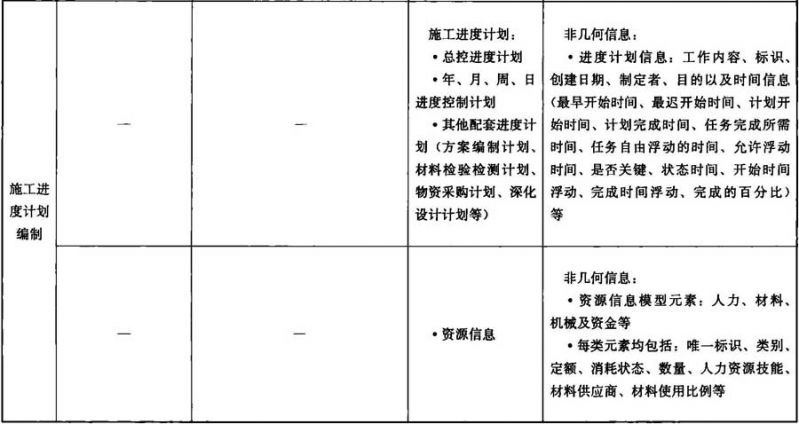 施工进
度计划
编制
—
—
施工进度计划：
•总控进度计划
•年、月、周、日
进度控制计划
•其他配套进度计
划（方案编制计划、
材料检验检测计划、
物资采购计划、深化
设计计划等）
非几何信息：
•进度计划信息：工作内容、标识、
创建日期、制定者、目的以及时间信息
（最早开始时间、最迟开始时间、计划开
始时间、计划完成时间、任务完成所需
时间、任务自由浮动的时间、允许浮动
时间、是否关键、状态时间、开始时间
浮动、完成时间浮动、完成的百分比）
等
—
—
•资源信息
非几何信息：
•资源信息模型元素：人力、材料、
机械及资金等
•每类元素均包括：唯一标识、类别、
定额、消耗状态、数量、人力资源技能、
材料供应商、材料使用比例等